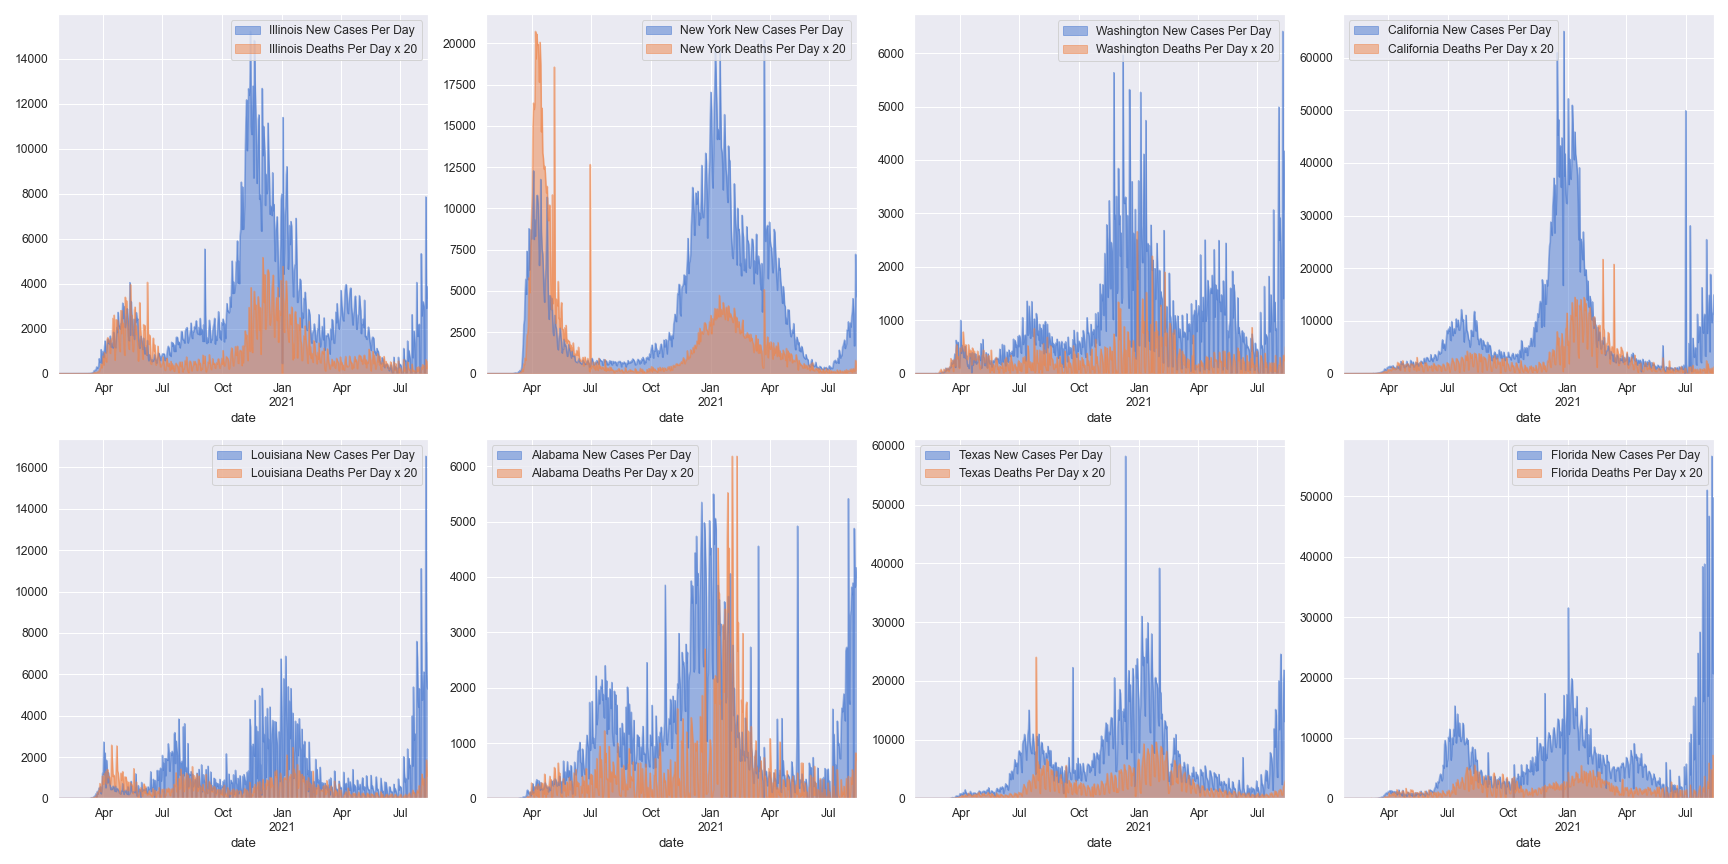 Illinois New Cases Per Day
Illinois Deaths Per Day x 20
14000
12000
10000
8000
6000
4000
2000
0
Apr Jul Oct Jan Apr Jul
2021
date
New York New Cases Per Day
New York Deaths Per Day x 20
20000
17500
15000
12500
10000
7500
5000
2500
0
Apr Jul Oct Jan Apr Jul
2021
date
Washington New Cases Per Day
Washington Deaths Per Day x 20
6000
5000
4000
3000
2000
1000
0
Apr Jul Oct Jan Apr Jul
2021
date
California New Cases Per Day
California Deaths Per Day x 20
60000
50000
40000
30000
20000
10000
0
Apr Jul Oct Jan Apr Jul
2021
date
Louisiana New Cases Per Day
Louisiana Deaths Per Day x 20
16000
14000
12000
10000
8000
6000
4000
2000
0
Apr Jul Oct Jan Apr Jul
2021
date
Alabama New Cases Per Day
Alabama Deaths Per Day x 20
6000
5000
4000
3000
2000
1000
0
Apr Jul Oct Jan Apr Jul
2021
date
Texas New Cases Per Day
Texas Deaths Per Day x 20
60000
50000
40000
30000
20000
10000
0
Apr Jul Oct Jan Apr Jul
2021
date
Florida New Cases Per Day
Florida Deaths Per Day x 20
50000
40000
30000
20000
10000
0
Apr Jul Oct Jan Apr Jul
2021
date